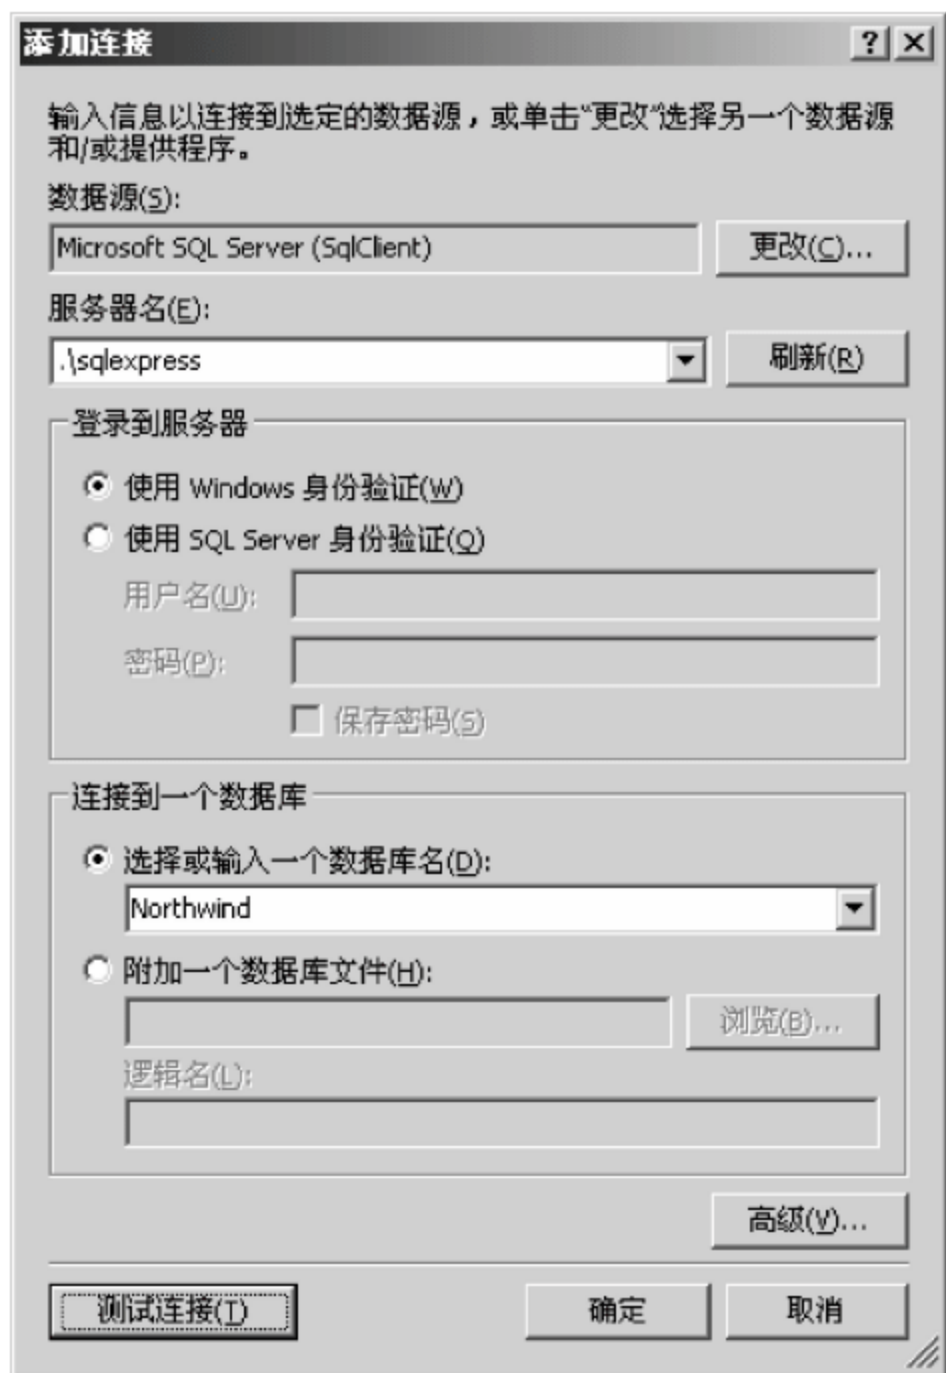 添加连接
输入信息以连接到选定的数据源，或单击“更改”选择另一个数据源
和/或提供程序。
数据源(S):
Microsoft SQL Server (SqlClient)
更改(C)...
服务器名(E):
.\sqlexpress
刷新(R)
登录到服务器
使用 Windows 身份验证(W)
使用 SQL Server 身份验证(Q)
用户名(U):
密码(P):
保存密码(S)
连接到一个数据库
选择或输入一个数据库名(D):
Northwind
附加一个数据库文件(H):
浏览(B)...
逻辑名(L):
高级(V)...
测试连接(T)
确定
取消